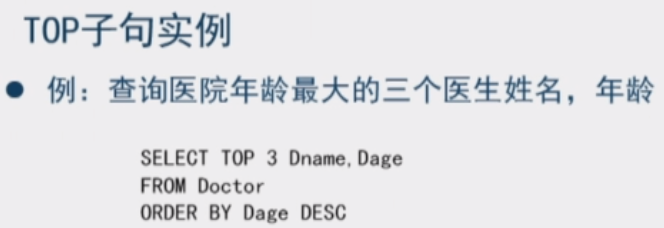 TOP子句实例
● 例：查询医院年龄最大的三个医生姓名，年龄
SELECT TOP 3 Dname,Dage
FROM Doctor
ORDER BY Dage DESC